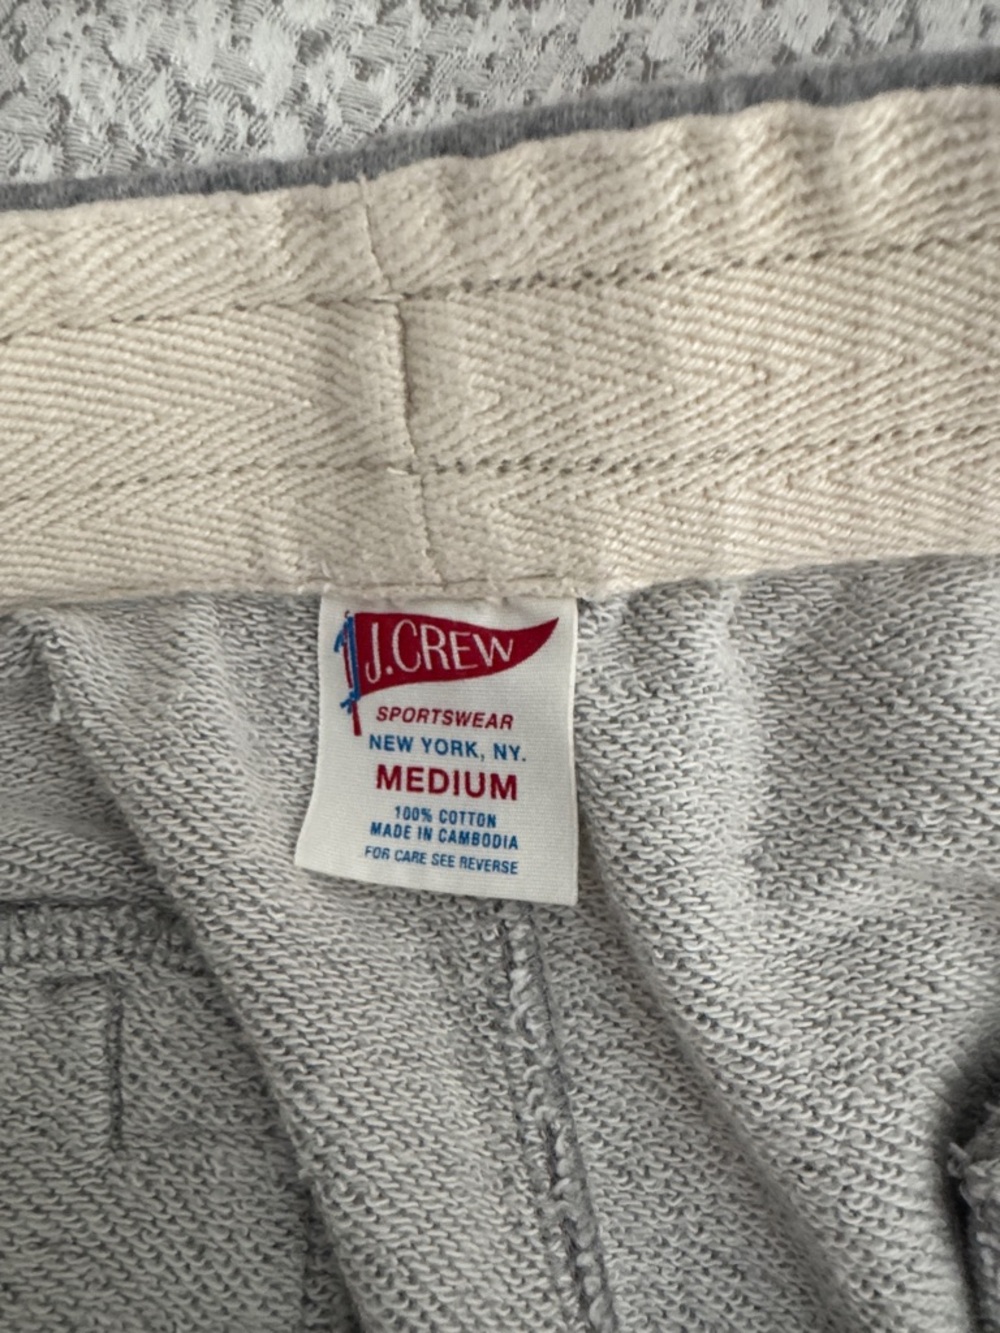 J.CREW
SPORTSWEAR
NEW YORK, NY.
MEDIUM
100% COTTON
MADE IN CAMBODIA
FOR CARE SEE REVERSE